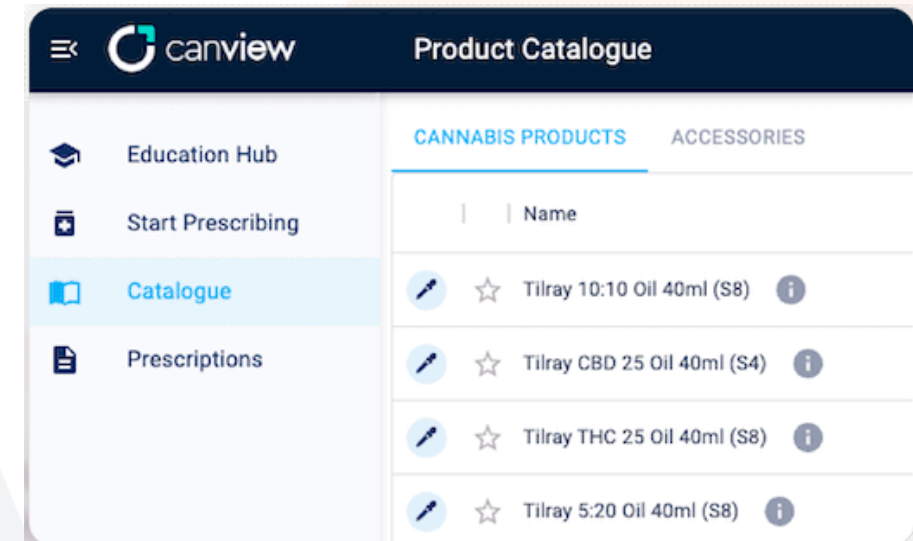 canview
Product Catalogue
Education Hub
Start Prescribing
Catalogue
Prescriptions
CANNABIS PRODUCTS ACCESSORIES
Name
Tilray 10:10 Oil 40ml (S8)
Tilray CBD 25 Oil 40ml (S4)
Tilray THC 25 Oil 40ml (S8)
Tilray 5:20 Oil 40ml (S8)